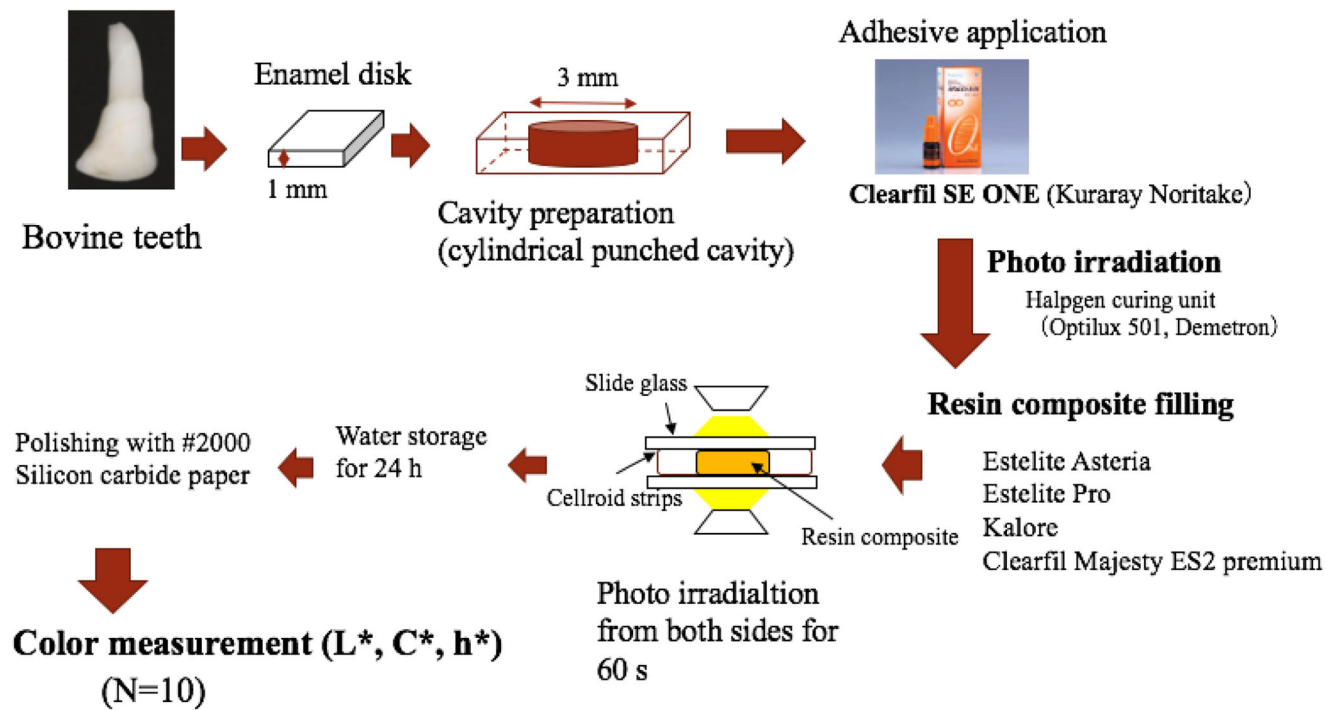 Bovine teeth
Enamel disk
1 mm
3 mm
Cavity preparation
(cylindrical punched cavity)
Adhesive application
Clearfil SE ONE (Kuraray Noritake）
Photo irradiation
Halpgen curing unit
（Optilux 501, Demetron）
Resin composite filling
Estelite Asteria
Estelite Pro
Kalore
Clearfil Majesty ES2 premium
Slide glass
Cellroid strips
Resin composite
Photo irradialtion
from both sides for
60 s
Water storage
for 24 h
Polishing with #2000
Silicon carbide paper
Color measurement (L*, C*, h*)
(N=10)